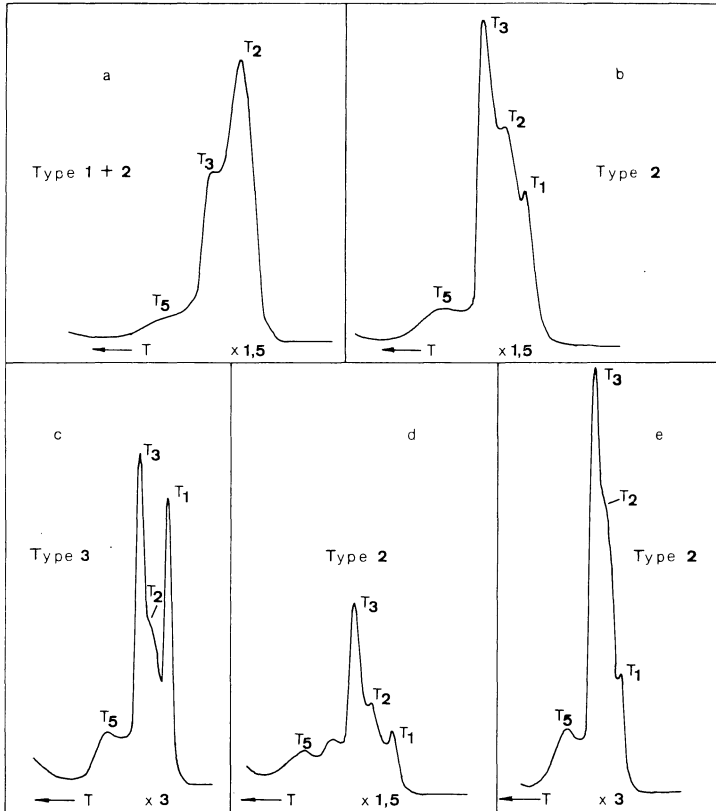 a
T2
T3
Type 1 + 2
T5
T
x 1,5
b
T3
T2
T1
Type 2
T5
T
x 1,5
c
T3
T1
Type 3
T2
T5
T
x 3
d
Type 2
T3
T2
T1
T5
T
x 1,5
e
T3
T2
Type 2
T1
T5
T
x 3